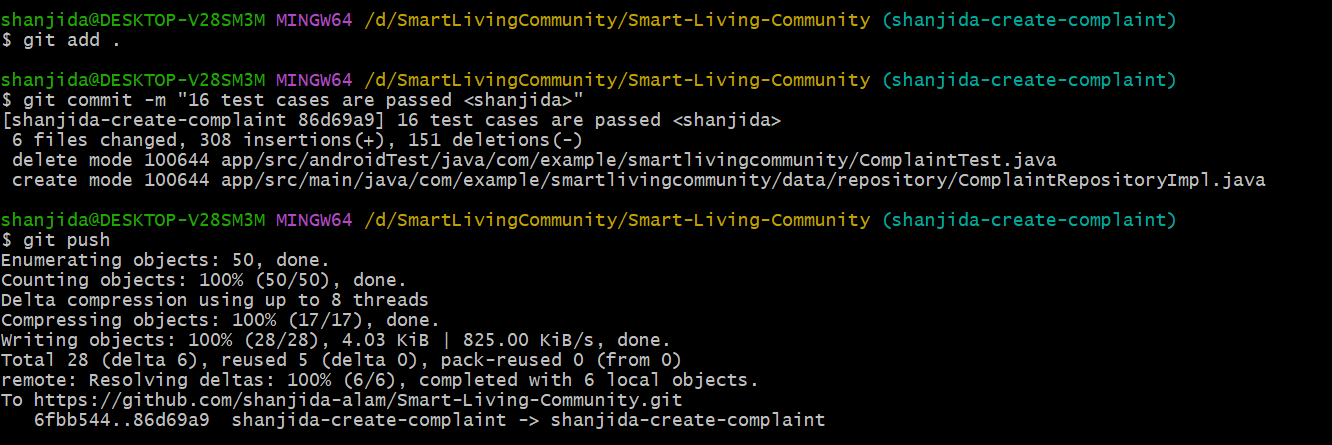 shanjida@DESKTOP-V28SM3M MINGW64 /d/SmartLivingCommunity/Smart-Living-Community (shanjida-create-complaint)
$ git add .
shanjida@DESKTOP-V28SM3M MINGW64 /d/SmartLivingCommunity/Smart-Living-Community (shanjida-create-complaint)
$ git commit -m "16 test cases are passed <shanjida>"
[shanjida-create-complaint 86d69a9] 16 test cases are passed <shanjida>
 6 files changed, 308 insertions(+), 151 deletions(-)
 delete mode 100644 app/src/androidTest/java/com/example/smartlivingcommunity/ComplaintTest.java
 create mode 100644 app/src/main/java/com/example/smartlivingcommunity/data/repository/ComplaintRepositoryImpl.java
shanjida@DESKTOP-V28SM3M MINGW64 /d/SmartLivingCommunity/Smart-Living-Community (shanjida-create-complaint)
$ git push
Enumerating objects: 50, done.
Counting objects: 100% (50/50), done.
Delta compression using up to 8 threads
Compressing objects: 100% (17/17), done.
Writing objects: 100% (28/28), 4.03 KiB | 825.00 KiB/s, done.
Total 28 (delta 6), reused 5 (delta 0), pack-reused 0 (from 0)
remote: Resolving deltas: 100% (6/6), completed with 6 local objects.
To https://github.com/shanjida-alam/Smart-Living-Community.git
   6fbb544..86d69a9  shanjida-create-complaint -> shanjida-create-complaint